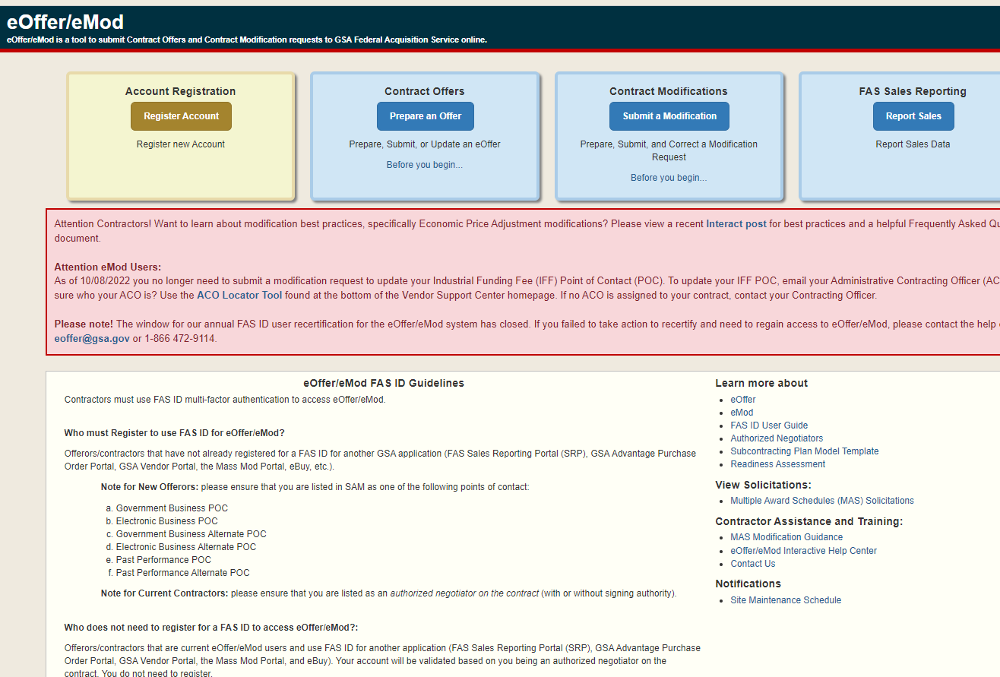 eOffer/eMod
eOffer/eMod is a tool to submit Contract Offers and Contract Modification requests to GSA Federal Acquisition Service online.
Account Registration
Register Account
Register new Account
Contract Offers
Prepare an Offer
Prepare, Submit, or Update an eOffer
Before you begin...
Contract Modifications
Submit a Modification
Prepare, Submit, and Correct a Modification
Request
Before you begin...
FAS Sales Reporting
Report Sales
Report Sales Data
Attention Contractors! Want to learn about modification best practices, specifically Economic Price Adjustment modifications? Please view a recent Interact post for best practices and a helpful Frequently Asked
document.
Attention eMod Users:
As of 10/08/2022 you no longer need to submit a modification request to update your Industrial Funding Fee (IFF) Point of Contact (POC). To update your IFF POC, email your Administrative Contracting Officer
sure who your ACO is? Use the ACO Locator Tool found at the bottom of the Vendor Support Center homepage. If no ACO is assigned to your contract, contact your Contracting Officer.
Please note! The window for our annual FAS ID user recertification for the eOffer/eMod system has closed. If you failed to take action to recertify and need to regain access to eOffer/eMod, please contact the help
eoffer@gsa.gov or 1-866 472-9114.
eOffer/eMod FAS ID Guidelines
Contractors must use FAS ID multi-factor authentication to access eOffer/eMod.
Who must Register to use FAS ID for eOffer/eMod?
Offerors/contractors that have not already registered for a FAS ID for another GSA application (FAS Sales Reporting Portal (SRP), GSA Advantage Purchase
Order Portal, GSA Vendor Portal, the Mass Mod Portal, eBuy, etc.).
Note for New Offerors: please ensure that you are listed in SAM as one of the following points of contact:
a. Government Business POC
b. Electronic Business POC
c. Government Business Alternate POC
d. Electronic Business Alternate POC
e. Past Performance POC
f. Past Performance Alternate POC
Note for Current Contractors: please ensure that you are listed as an authorized negotiator on the contract (with or without signing authority).
Who does not need to register for a FAS ID to access eOffer/eMod?:
Offerors/contractors that are current eOffer/eMod users and use FAS ID for another application (FAS Sales Reporting Portal (SRP), GSA Advantage Purchase
Order Portal, GSA Vendor Portal, the Mass Mod Portal, and eBuy). Your account will be validated based on you being an authorized negotiator on the
contract. You do not need to register.
Learn more about
eOffer
eMod
FAS ID User Guide
Authorized Negotiators
Subcontracting Plan Model Template
Readiness Assessment
View Solicitations:
Multiple Award Schedules (MAS) Solicitations
Contractor Assistance and Training:
MAS Modification Guidance
eOffer/eMod Interactive Help Center
Contact Us
Notifications
Site Maintenance Schedule